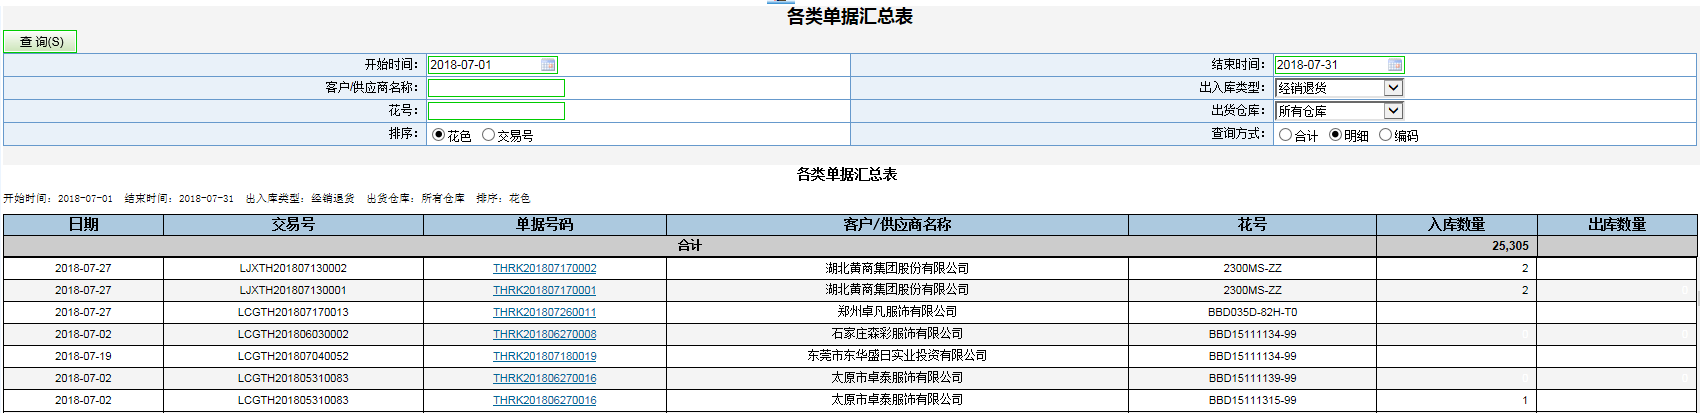 各类单据汇总表
查 询(S)
开始时间： 2018-07-01 结束时间： 2018-07-31
客户/供应商名称： 出入库类型： 经销退货
花号： 出货仓库： 所有仓库
排序： 花色 交易号 查询方式： 合计 明细 编码
各类单据汇总表
开始时间：2018-07-01 结束时间：2018-07-31 出入库类型：经销退货 出货仓库：所有仓库 排序：花色
日期 交易号 单据号码 客户/供应商名称 花号 入库数量 出库数量
合计 25,305
2018-07-27 LJXTH201807130002 THRK201807170002 湖北黄商集团股份有限公司 2300MS-ZZ 2
2018-07-27 LJXTH201807130001 THRK201807170001 湖北黄商集团股份有限公司 2300MS-ZZ 2 0
2018-07-27 LCGTH201807170013 THRK201807260011 郑州卓凡服饰有限公司 BBD035D-82H-T0
2018-07-02 LCGTH201806030002 THRK201806270008 石家庄森彩服饰有限公司 BBD15111134-99 0 0
2018-07-19 LCGTH201807040052 THRK201807180019 东莞市东华盛日实业投资有限公司 BBD15111134-99
2018-07-02 LCGTH201805310083 THRK201806270016 太原市卓泰服饰有限公司 BBD15111139-99 0 0
2018-07-02 LCGTH201805310083 THRK201806270016 太原市卓泰服饰有限公司 BBD15111315-99 1